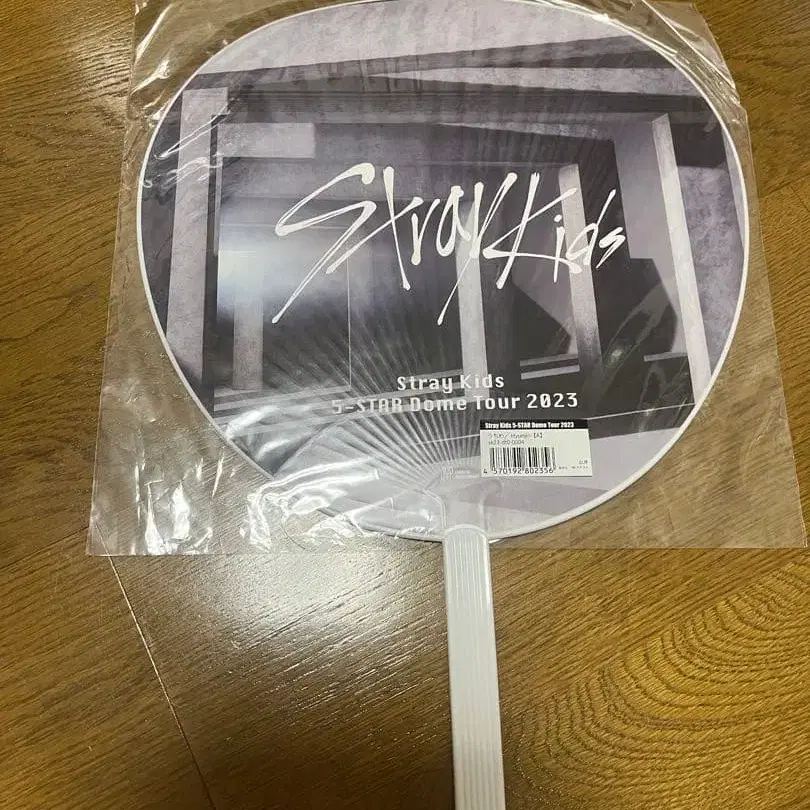 Stray Kids
Stray Kids
5-STAR Dome Tour 2023
Stray Kids 5-STAR Dome Tour 2023
Hyunjin【A】
4 570192 802356